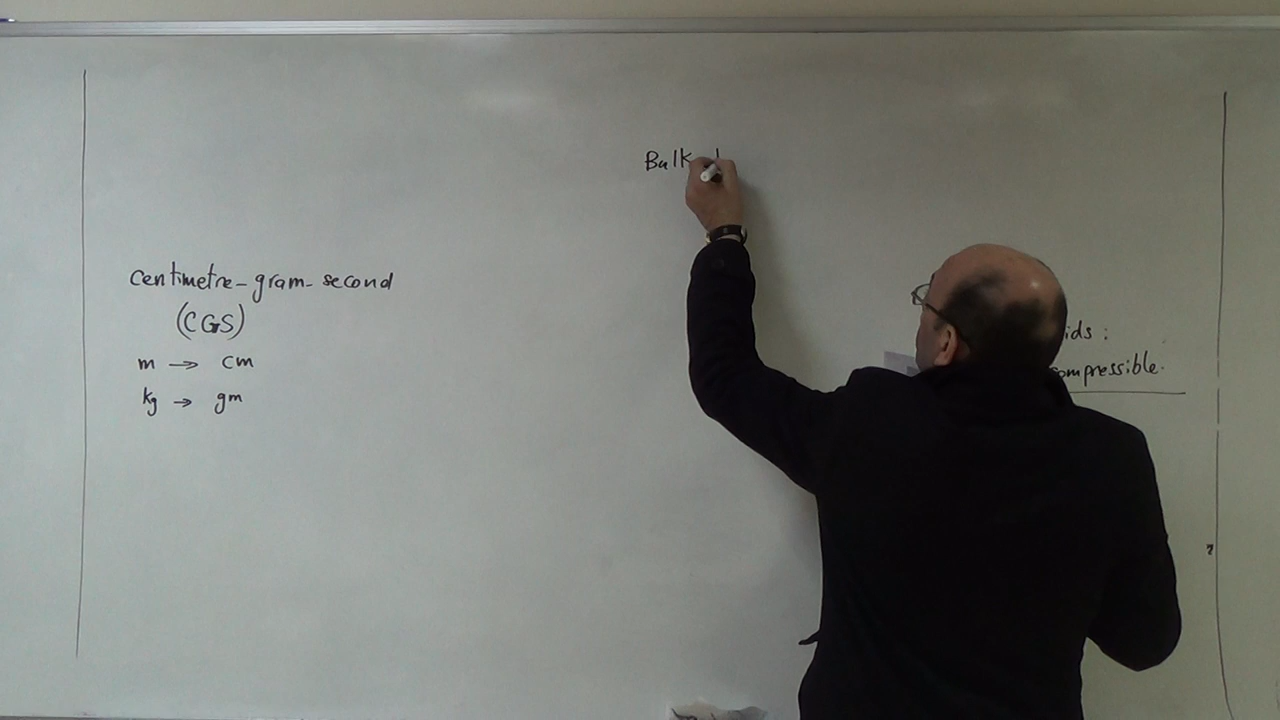 Bulk
centimetre-gram-second
(CGS)
m → cm
kg → gm
ids :
ompressible.